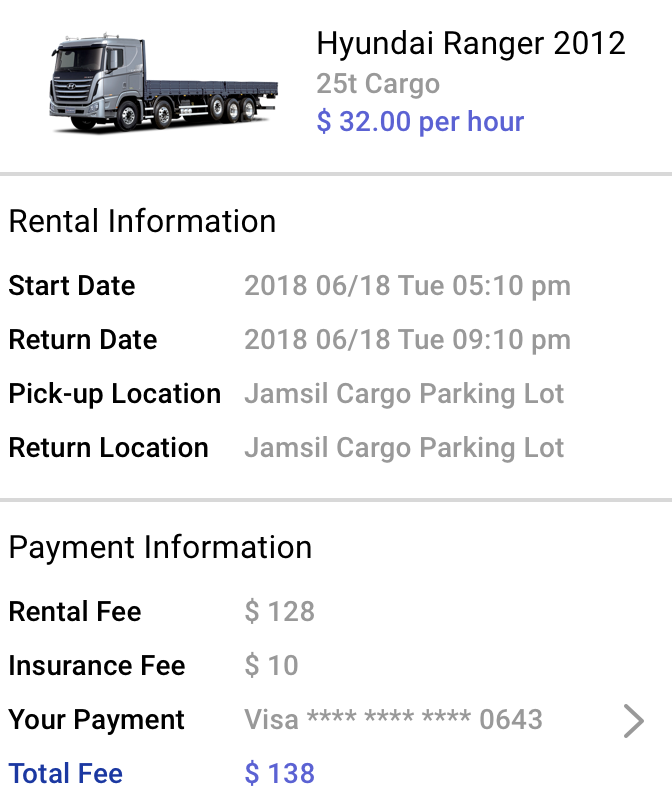 Hyundai Ranger 2012
25t Cargo
$ 32.00 per hour
Rental Information
Start Date 2018 06/18 Tue 05:10 pm
Return Date 2018 06/18 Tue 09:10 pm
Pick-up Location Jamsil Cargo Parking Lot
Return Location Jamsil Cargo Parking Lot
Payment Information
Rental Fee $ 128
Insurance Fee $ 10
Your Payment Visa **** **** **** 0643
Total Fee $ 138